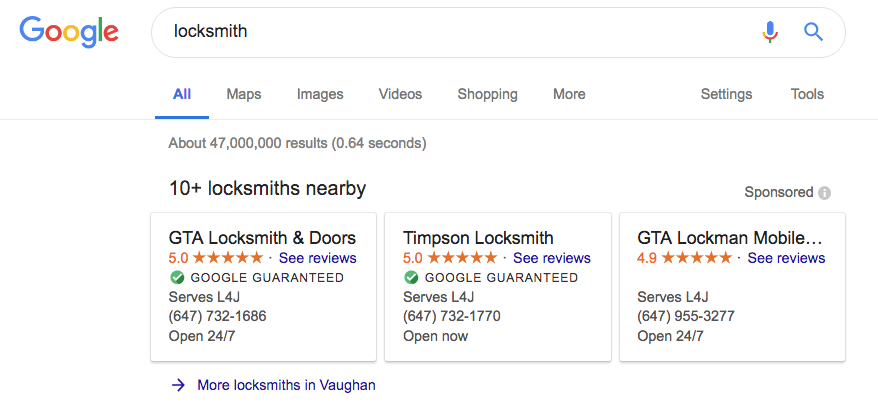 Google
locksmith
All Maps Images Videos Shopping More Settings Tools
About 47,000,000 results (0.64 seconds)
10+ locksmiths nearby
Sponsored
GTA Locksmith & Doors
5.0 · See reviews
GOOGLE GUARANTEED
Serves L4J
(647) 732-1686
Open 24/7
Timpson Locksmith
5.0 · See reviews
GOOGLE GUARANTEED
Serves L4J
(647) 732-1770
Open now
GTA Lockman Mobile…
4.9 · See reviews
Serves L4J
(647) 955-3277
Open 24/7
More locksmiths in Vaughan